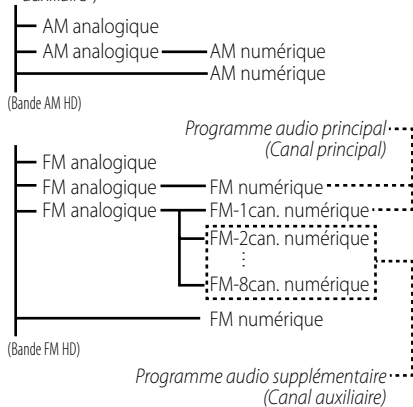 auxiliaire")
AM analogique
AM analogique AM numérique
AM numérique
(Bande AM HD)
Programme audio principal
(Canal principal)
FM analogique
FM analogique FM numérique
FM analogique FM-1can. numérique
FM-2can. numérique
⋮
FM-8can. numérique
FM numérique
(Bande FM HD)
Programme audio supplémentaire
(Canal auxiliaire)